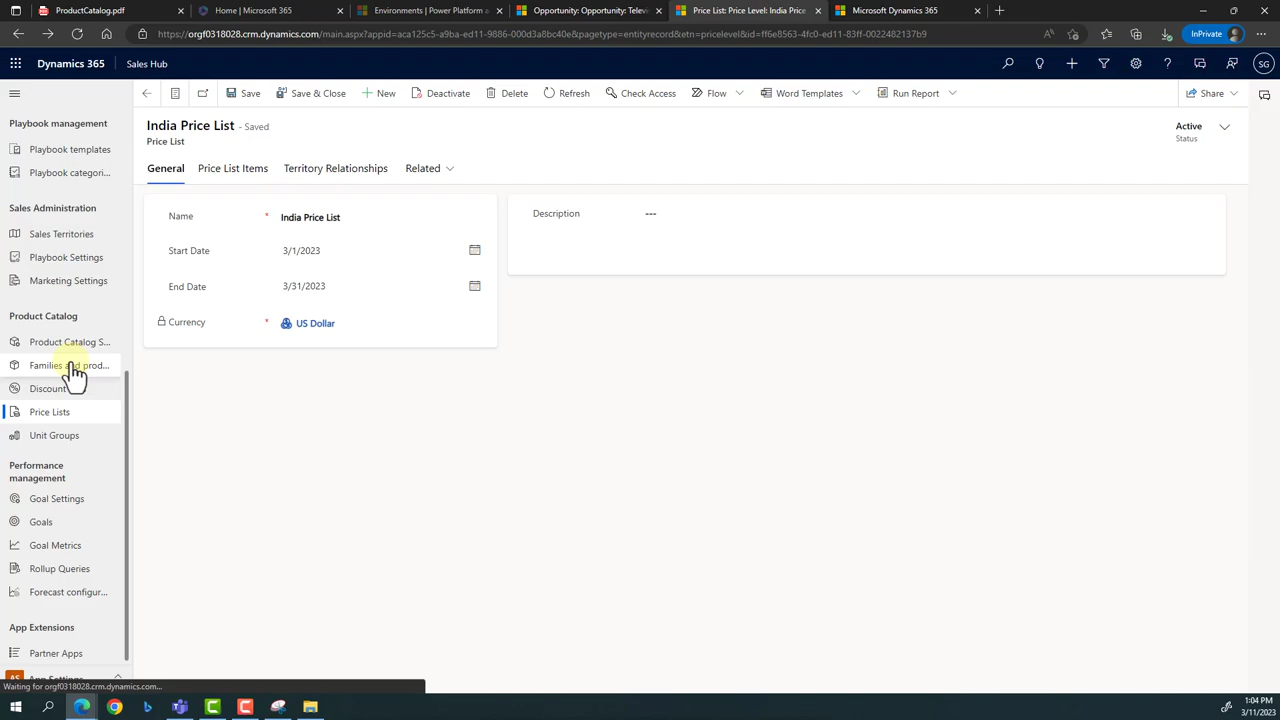 ProductCatalog.pdf
Home | Microsoft 365
Environments | Power Platform a
Opportunity: Opportunity: Televi
Price List: Price Level: India Price
Microsoft Dynamics 365
https://orgf0318028.crm.dynamics.com/main.aspx?appid=aca125c5-a9ba-ed11-9886-000d3a8bc40e&pagetype=entityrecord&etn=pricelevel&id=ff6e8563-4fc0-ed11-83ff-0022482137b9
InPrivate
SG
Dynamics 365
Sales Hub
SG
Save
Save & Close
New
Deactivate
Delete
Refresh
Check Access
Flow
Word Templates
Run Report
Share
India Price List - Saved
Price List
Active
Status
General
Price List Items
Territory Relationships
Related
Name * India Price List
Start Date 3/1/2023
End Date 3/31/2023
Currency * US Dollar
Description ---
Playbook management
Playbook templates
Playbook categori...
Sales Administration
Sales Territories
Playbook Settings
Marketing Settings
Product Catalog
Product Catalog S...
Families and prod...
Discount
Price Lists
Unit Groups
Performance
management
Goal Settings
Goals
Goal Metrics
Rollup Queries
Forecast configur...
App Extensions
Partner Apps
AS App Settings
Waiting for orgf0318028.crm.dynamics.com...
1:04 PM
3/11/2023